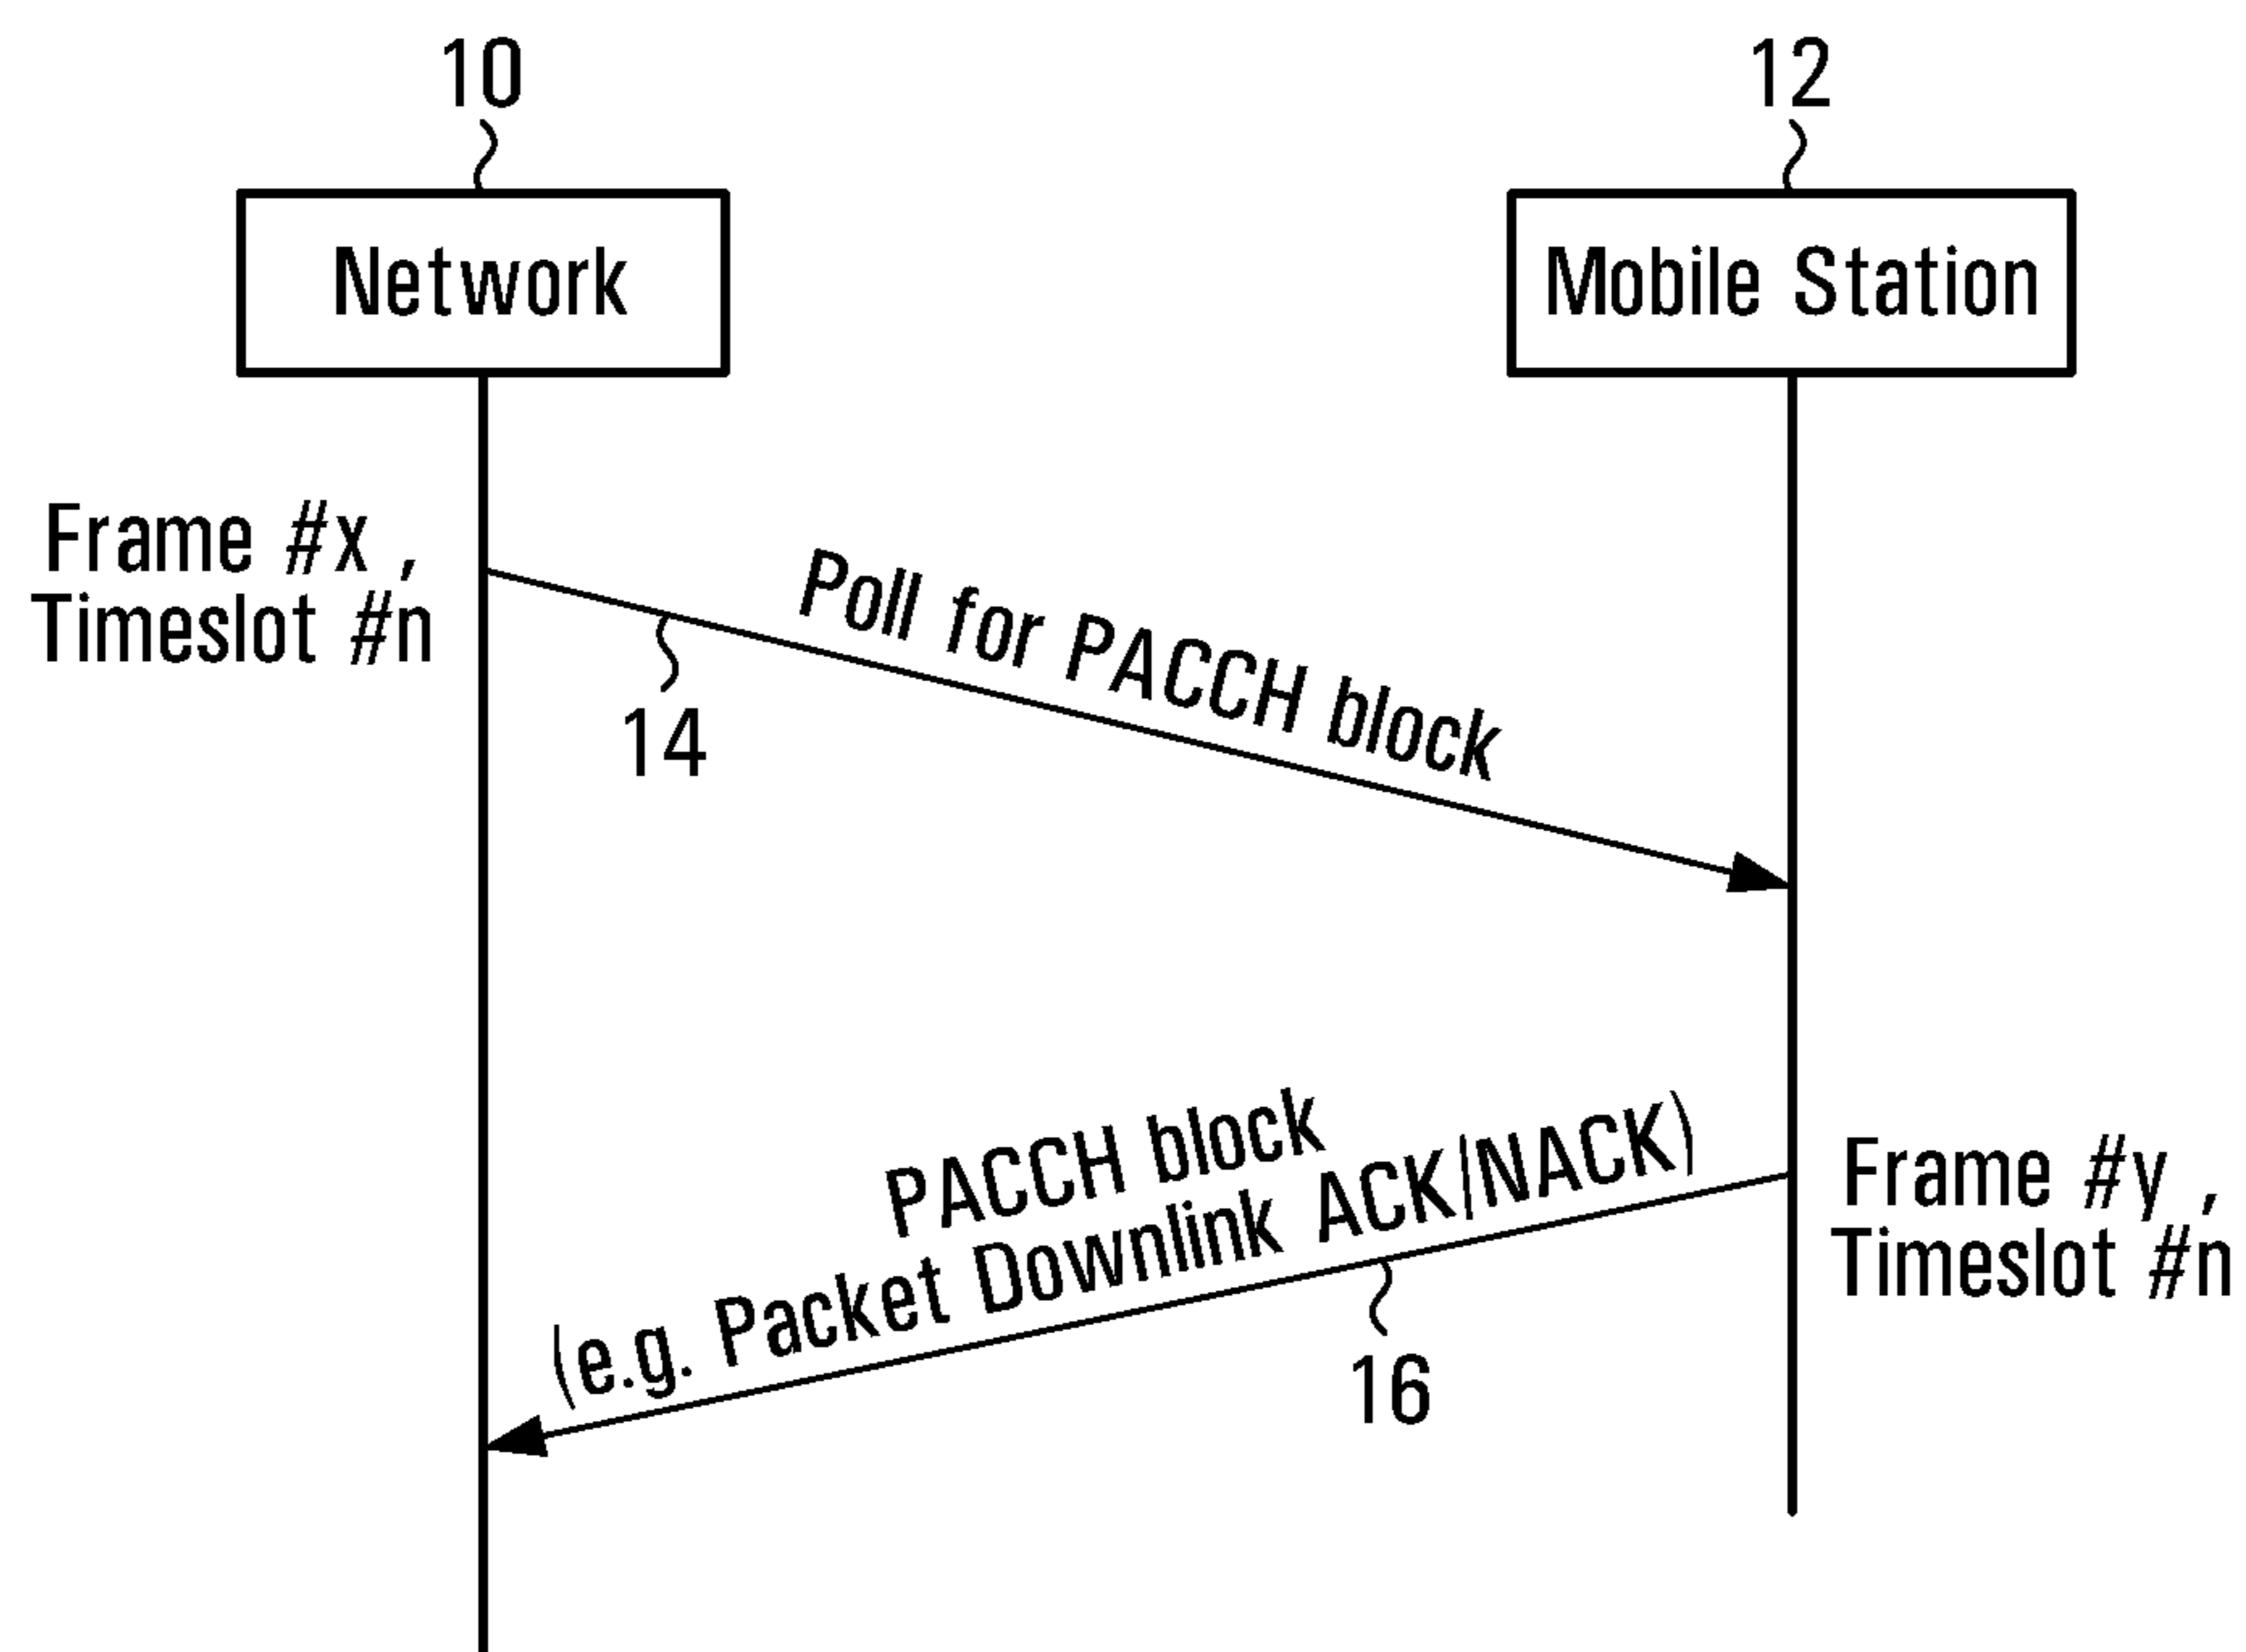 10
12
Network
Mobile Station
Frame #x ,
Timeslot #n
Poll for PACCH block
14
PACCH block
(e.g. Packet Downlink ACK/NACK)
Frame #y ,
Timeslot #n
16